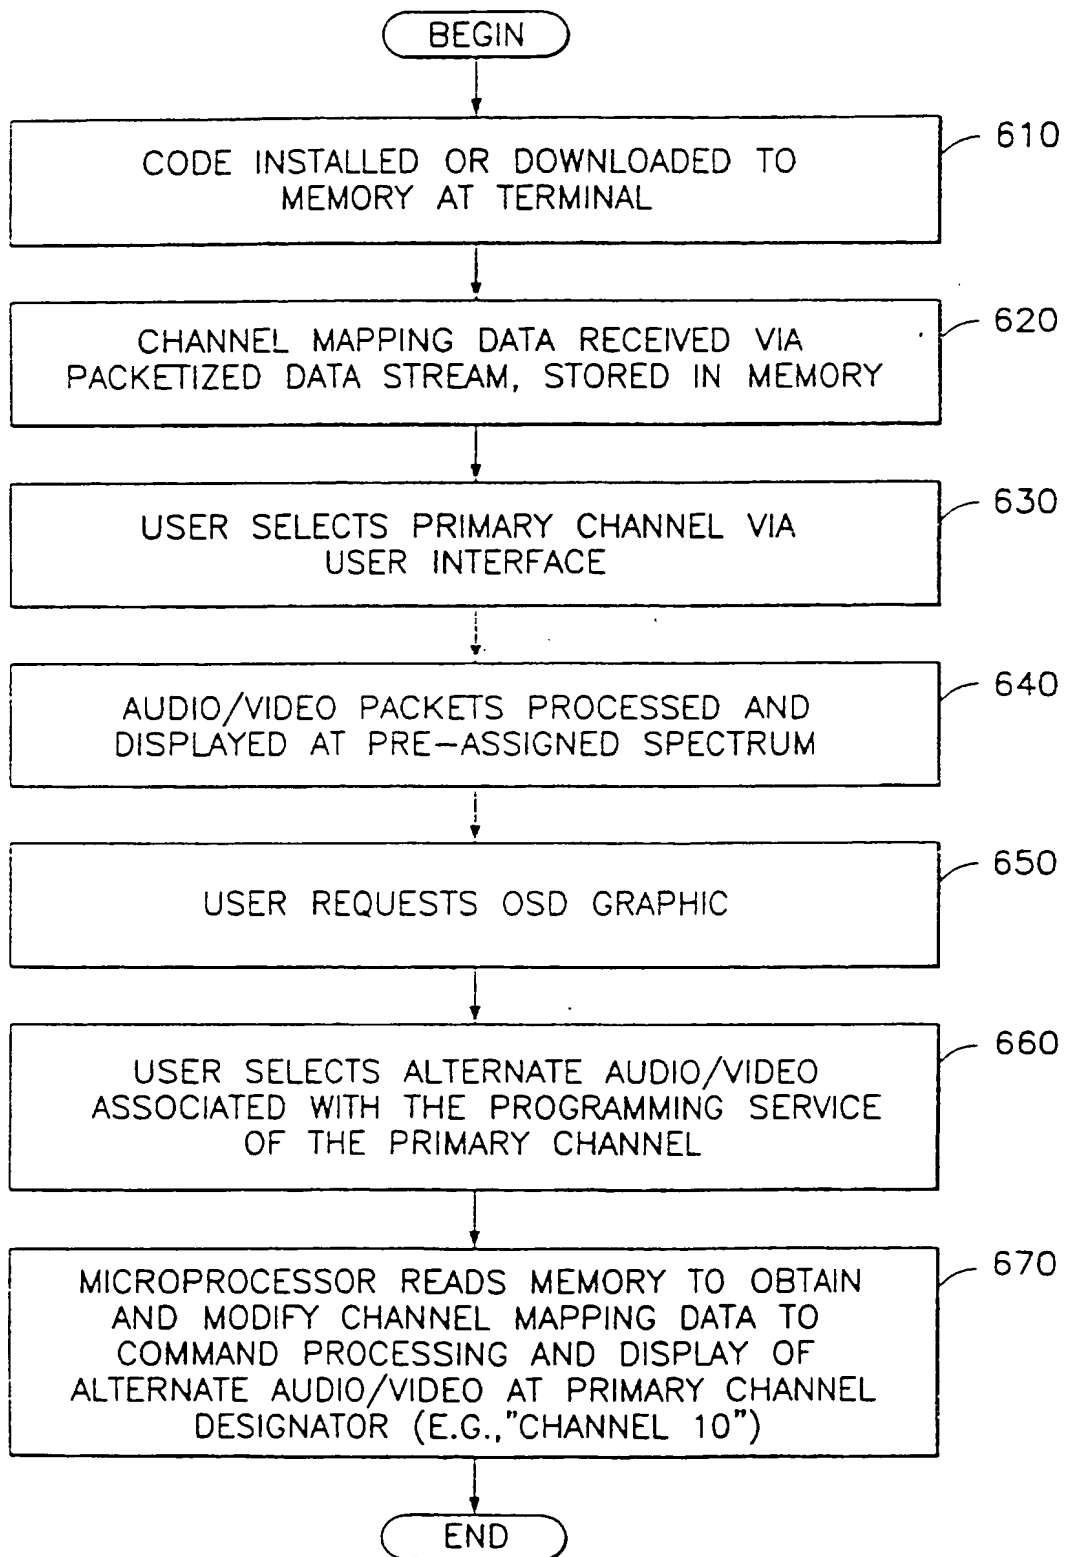 BEGIN
610
CODE INSTALLED OR DOWNLOADED TO
MEMORY AT TERMINAL
620
CHANNEL MAPPING DATA RECEIVED VIA
PACKETIZED DATA STREAM, STORED IN MEMORY
630
USER SELECTS PRIMARY CHANNEL VIA
USER INTERFACE
640
AUDIO/VIDEO PACKETS PROCESSED AND
DISPLAYED AT PRE-ASSIGNED SPECTRUM
650
USER REQUESTS OSD GRAPHIC
660
USER SELECTS ALTERNATE AUDIO/VIDEO
ASSOCIATED WITH THE PROGRAMMING SERVICE
OF THE PRIMARY CHANNEL
670
MICROPROCESSOR READS MEMORY TO OBTAIN
AND MODIFY CHANNEL MAPPING DATA TO
COMMAND PROCESSING AND DISPLAY OF
ALTERNATE AUDIO/VIDEO AT PRIMARY CHANNEL
DESIGNATOR (E.G.,"CHANNEL 10")
END